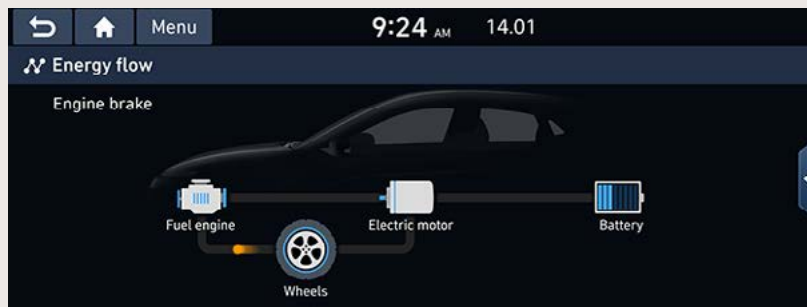 Menu
9:24 AM 14.01
Energy flow
Engine brake
Fuel engine
Electric motor
Battery
Wheels